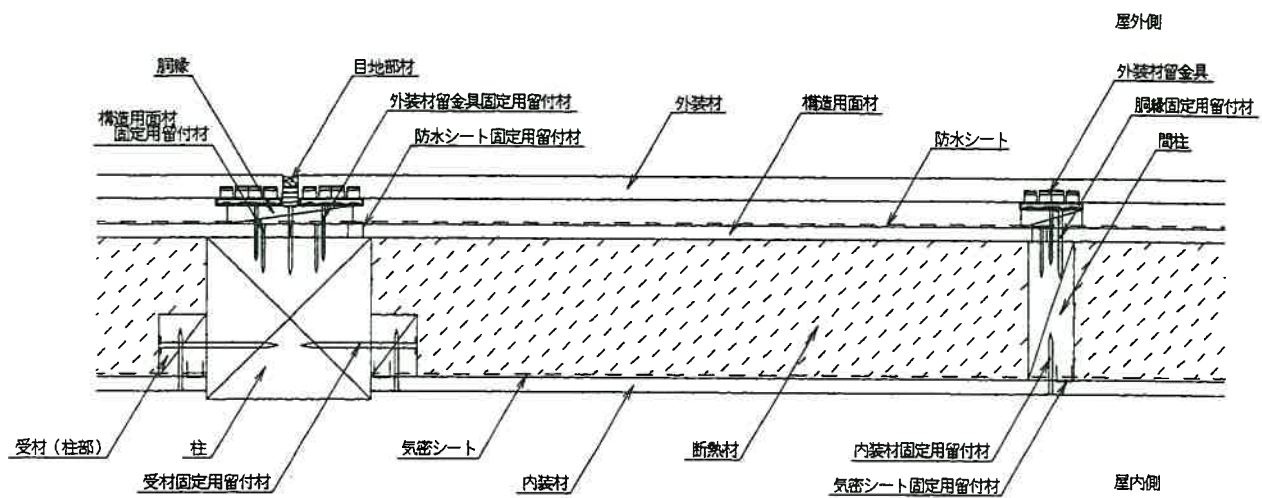 屋外側
胴縁
目地部材
外装材留金具
外装材留金具固定用留付材
外装材
構造用面材
胴縁固定用留付材
構造用面材
固定用留付材
防水シート固定用留付材
防水シート
間柱
受材（柱部）
柱
気密シート
断熱材
内装材固定用留付材
受材固定用留付材
内装材
気密シート固定用留付材
屋内側